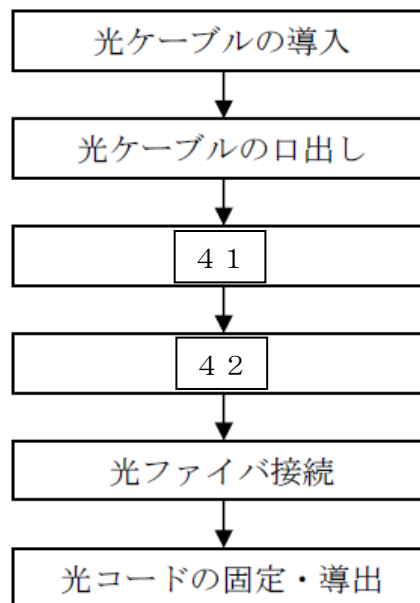 光ケーブルの導入
光ケーブルの口出し
４１
４２
光ファイバ接続
光コードの固定・導出